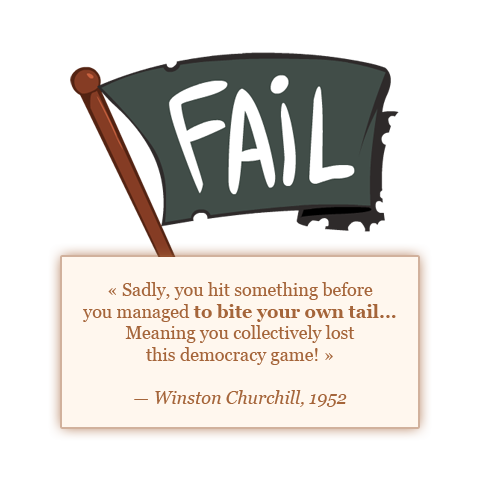 FAiL
« Sadly, you hit something before
you managed to bite your own tail...
Meaning you collectively lost
this democracy game! »
— Winston Churchill, 1952